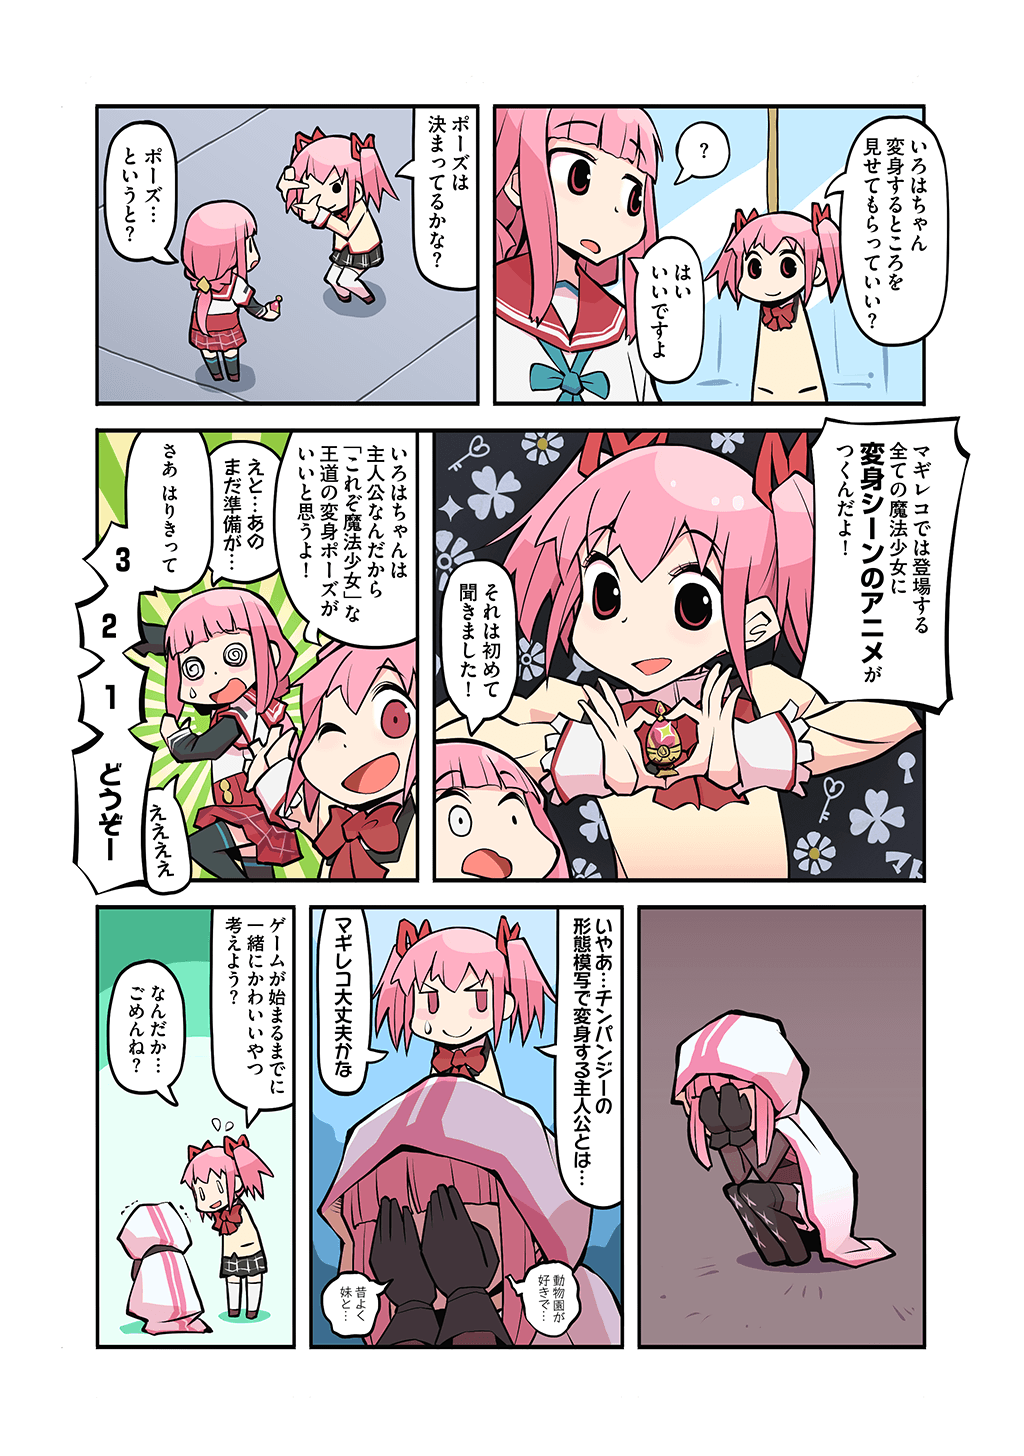 いろはちゃん
変身するところを
見せてもらっていい?
?
はい
いいですよ
ポーズは
決まってるかな?
ポーズ…
というと?
マギレコでは登場する
全ての魔法少女に
変身シーンのアニメが
つくんだよ!
それは初めて
聞きました!
いろはちゃんは
主人公なんだから
「これぞ魔法少女」な
王道の変身ポーズが
いいと思うよ!
えと…あの
まだ準備が…
さあ はりきって
3
2
1
どうぞー
ええええ
いやあ…チンパンジーの
形態模写で変身する主人公とは…
マギレコ大丈夫かな
動物園が
好きで…
昔よく
妹と…
ゲームが始まるまでに
一緒にかわいいやつ
考えよう?
なんだか…
ごめんね?